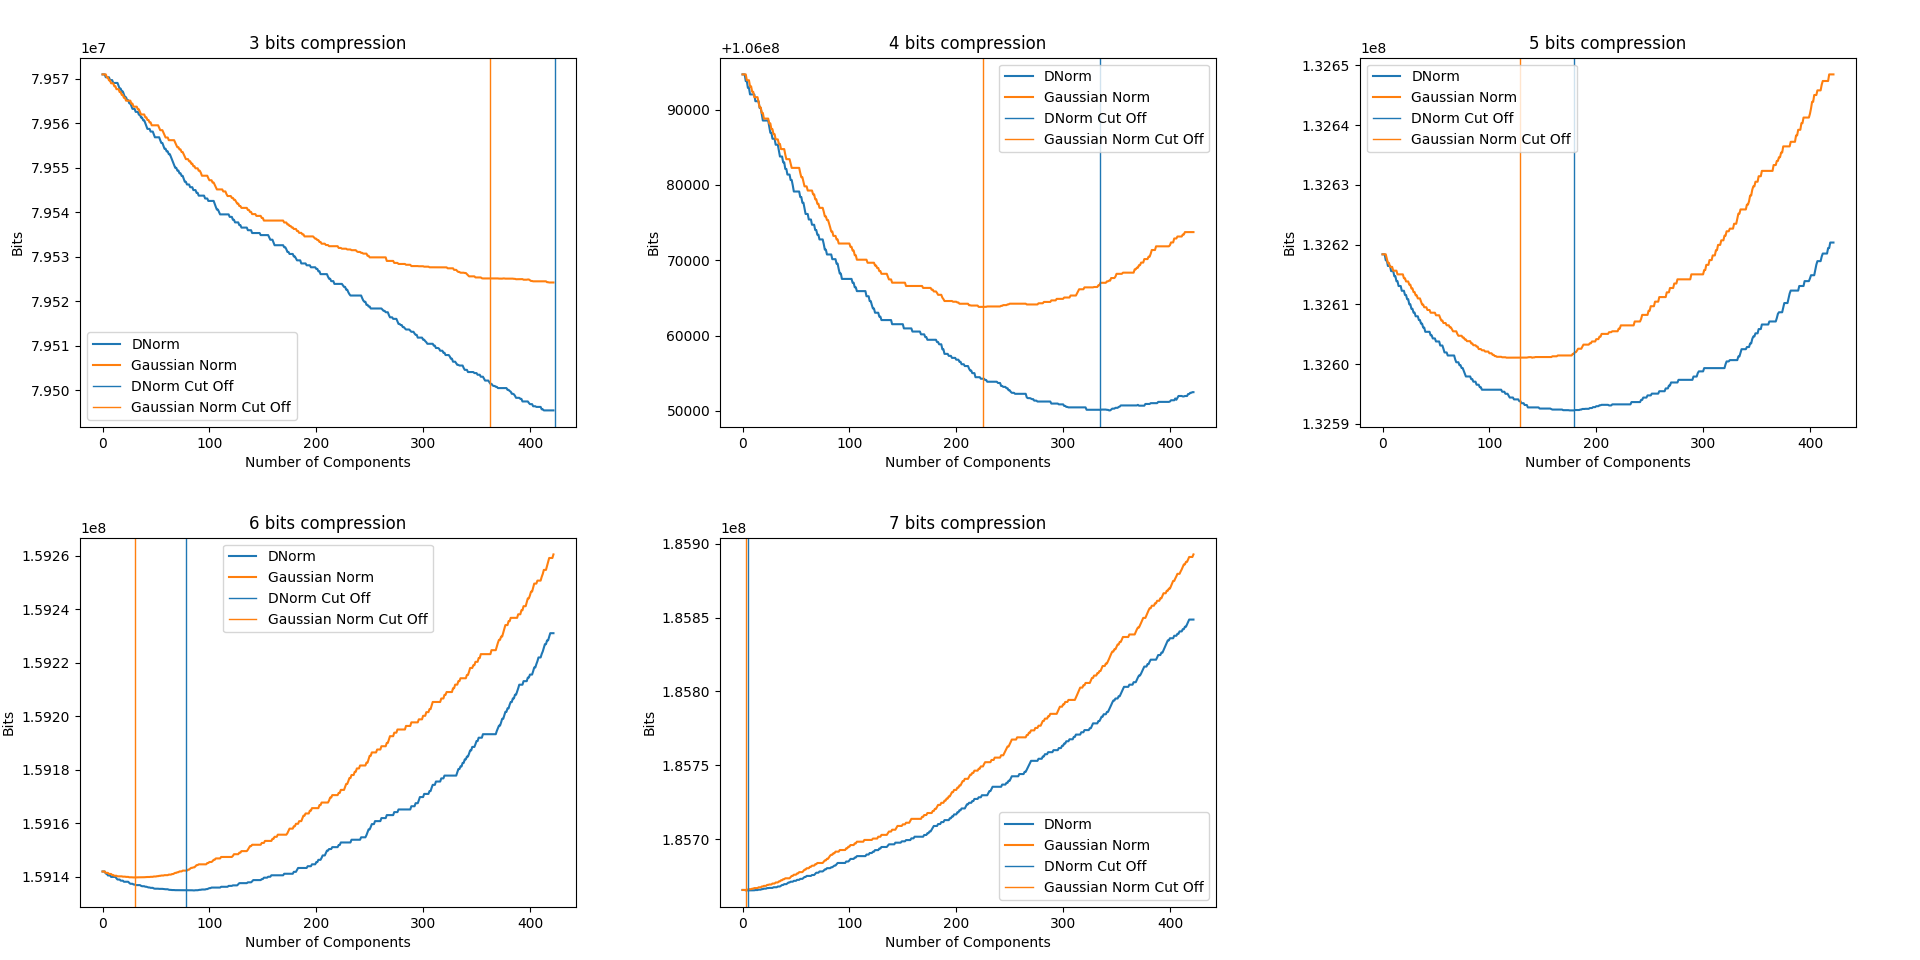 3 bits compression
1e7
7.957
7.956
7.955
7.954
7.953
7.952
7.951
7.950
Bits
DNorm
Gaussian Norm
DNorm Cut Off
Gaussian Norm Cut Off
0 100 200 300 400
Number of Components
4 bits compression
+1.06e8
90000
80000
70000
60000
50000
Bits
DNorm
Gaussian Norm
DNorm Cut Off
Gaussian Norm Cut Off
0 100 200 300 400
Number of Components
5 bits compression
1e8
1.3265
1.3264
1.3263
1.3262
1.3261
1.3260
1.3259
Bits
DNorm
Gaussian Norm
DNorm Cut Off
Gaussian Norm Cut Off
0 100 200 300 400
Number of Components
6 bits compression
1e8
1.5926
1.5924
1.5922
1.5920
1.5918
1.5916
1.5914
Bits
DNorm
Gaussian Norm
DNorm Cut Off
Gaussian Norm Cut Off
0 100 200 300 400
Number of Components
7 bits compression
1e8
1.8590
1.8585
1.8580
1.8575
1.8570
Bits
DNorm
Gaussian Norm
DNorm Cut Off
Gaussian Norm Cut Off
0 100 200 300 400
Number of Components